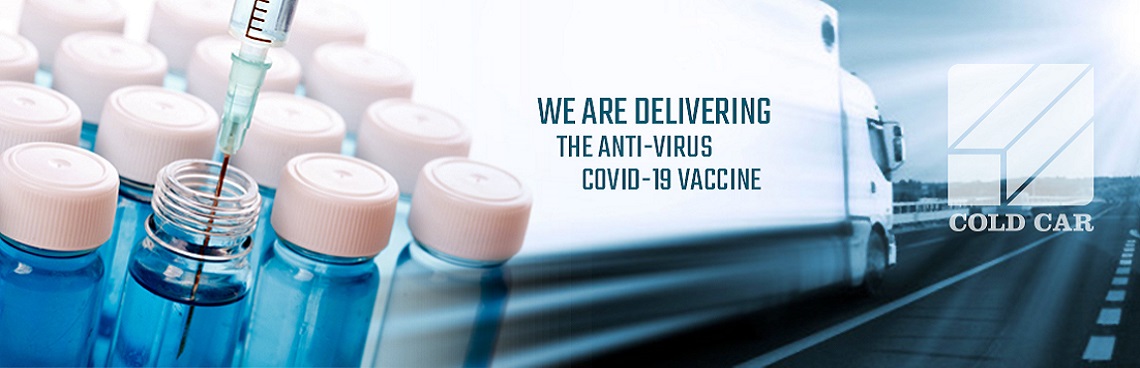 WE ARE DELIVERING
THE ANTI-VIRUS
COVID-19 VACCINE
COLD CAR